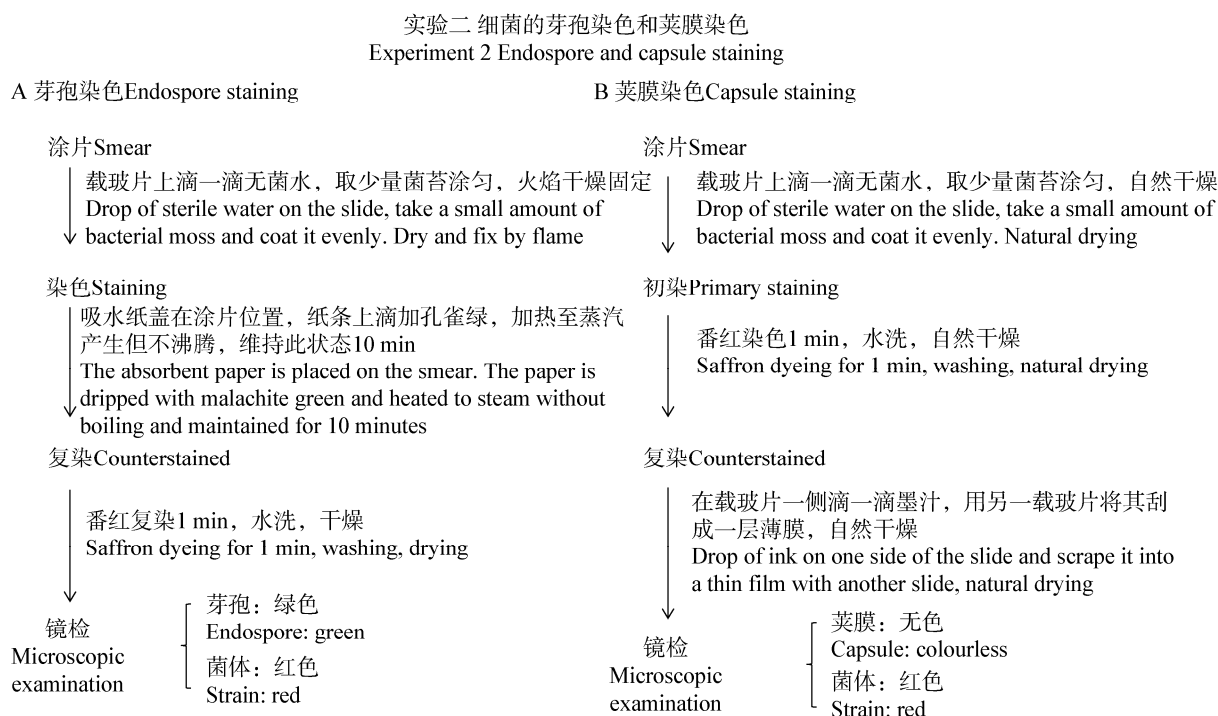 实验二 细菌的芽孢染色和荚膜染色
Experiment 2 Endospore and capsule staining
A 芽孢染色Endospore staining
涂片Smear
载玻片上滴一滴无菌水，取少量菌苔涂匀，火焰干燥固定
Drop of sterile water on the slide, take a small amount of
bacterial moss and coat it evenly. Dry and fix by flame
染色Staining
吸水纸盖在涂片位置，纸条上滴加孔雀绿，加热至蒸汽
产生但不沸腾，维持此状态10 min
The absorbent paper is placed on the smear. The paper is
dripped with malachite green and heated to steam without
boiling and maintained for 10 minutes
复染Counterstained
番红复染1 min，水洗，干燥
Saffron dyeing for 1 min, washing, drying
镜检
Microscopic
examination
芽孢：绿色
Endospore: green
菌体：红色
Strain: red
B 荚膜染色Capsule staining
涂片Smear
载玻片上滴一滴无菌水，取少量菌苔涂匀，自然干燥
Drop of sterile water on the slide, take a small amount of
bacterial moss and coat it evenly. Natural drying
初染Primary staining
番红染色1 min，水洗，自然干燥
Saffron dyeing for 1 min, washing, natural drying
复染Counterstained
在载玻片一侧滴一滴墨汁，用另一载玻片将其刮
成一层薄膜，自然干燥
Drop of ink on one side of the slide and scrape it into
a thin film with another slide, natural drying
镜检
Microscopic
examination
荚膜：无色
Capsule: colourless
菌体：红色
Strain: red